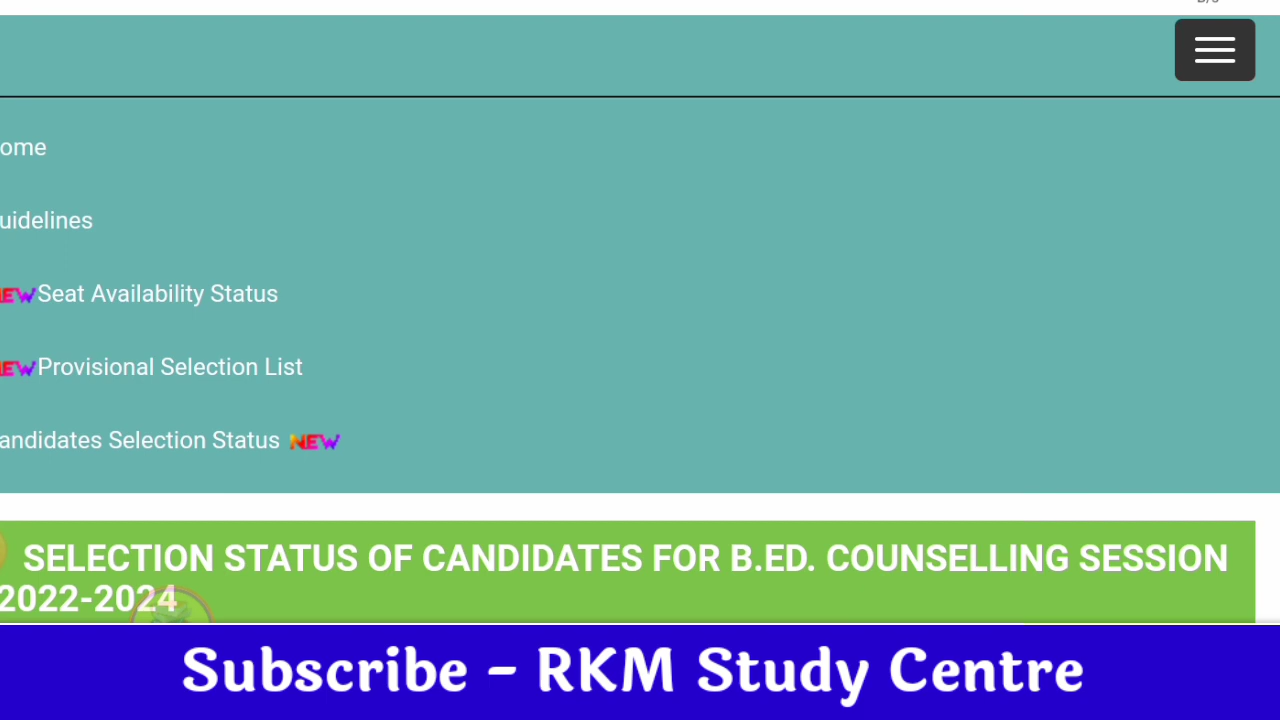 ome
uidelines
NEW Seat Availability Status
NEW Provisional Selection List
andidates Selection Status NEW
SELECTION STATUS OF CANDIDATES FOR B.ED. COUNSELLING SESSION
2022-2024
Subscribe - RKM Study Centre